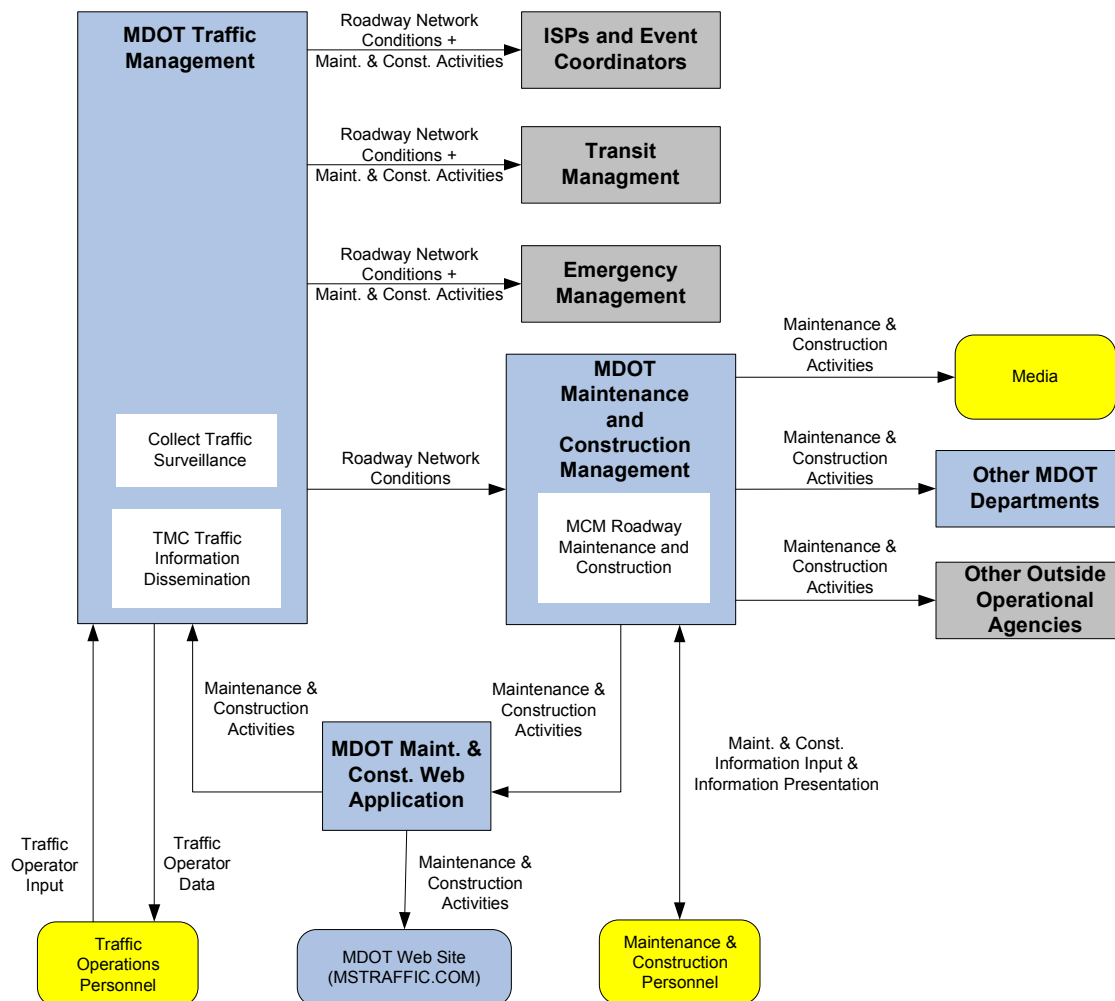 MDOT Traffic
Management
Roadway Network
Conditions +
Maint. & Const. Activities
ISPs and Event
Coordinators
Roadway Network
Conditions +
Maint. & Const. Activities
Transit
Managment
Roadway Network
Conditions +
Maint. & Const. Activities
Emergency
Management
Collect Traffic
Surveillance
TMC Traffic
Information
Dissemination
Roadway Network
Conditions
MDOT
Maintenance
and
Construction
Management
MCM Roadway
Maintenance and
Construction
Maintenance &
Construction
Activities
Media
Maintenance &
Construction
Activities
Other MDOT
Departments
Maintenance &
Construction
Activities
Other Outside
Operational
Agencies
Maintenance &
Construction
Activities
MDOT Maint. &
Const. Web
Application
Maintenance &
Construction
Activities
Maint. & Const.
Information Input &
Information Presentation
Traffic
Operator
Input
Traffic
Operator
Data
Maintenance &
Construction
Activities
Traffic
Operations
Personnel
MDOT Web Site
(MSTRAFFIC.COM)
Maintenance &
Construction
Personnel